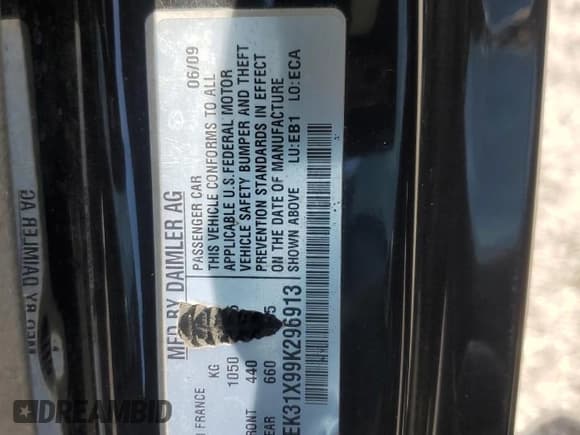 MFD BY DAIMLER AG
FRANCE PASSENGER CAR 06/09
THIS VEHICLE CONFORMS TO ALL
APPLICABLE U.S. FEDERAL MOTOR
VEHICLE SAFETY BUMPER AND THEFT
PREVENTION STANDARDS IN EFFECT
ON THE DATE OF MANUFACTURE
SHOWN ABOVE LU:EB1 LO:ECA
KG
1050
440
660
EK31X99K296913
DREAMBID